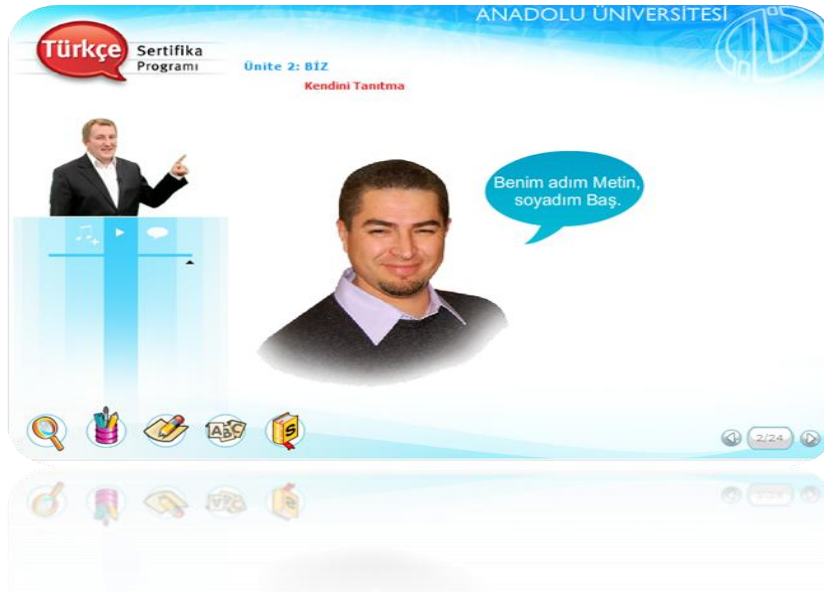 ANADOLU ÜNİVERSİTESİ
Türkçe Sertifika
Programı
Ünite 2: BİZ
Kendini Tanıtma
Benim adım Metin,
soyadım Baş.
ABC
S
2/24